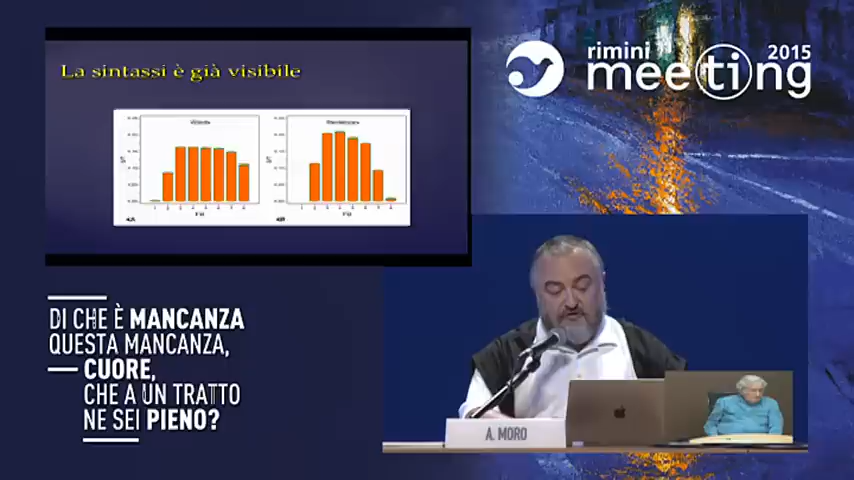 La sintassi è già visibile
rimini
meeting
2015
DI CHE È MANCANZA
QUESTA MANCANZA,
CUORE,
CHE A UN TRATTO
NE SEI PIENO?
A. MORO